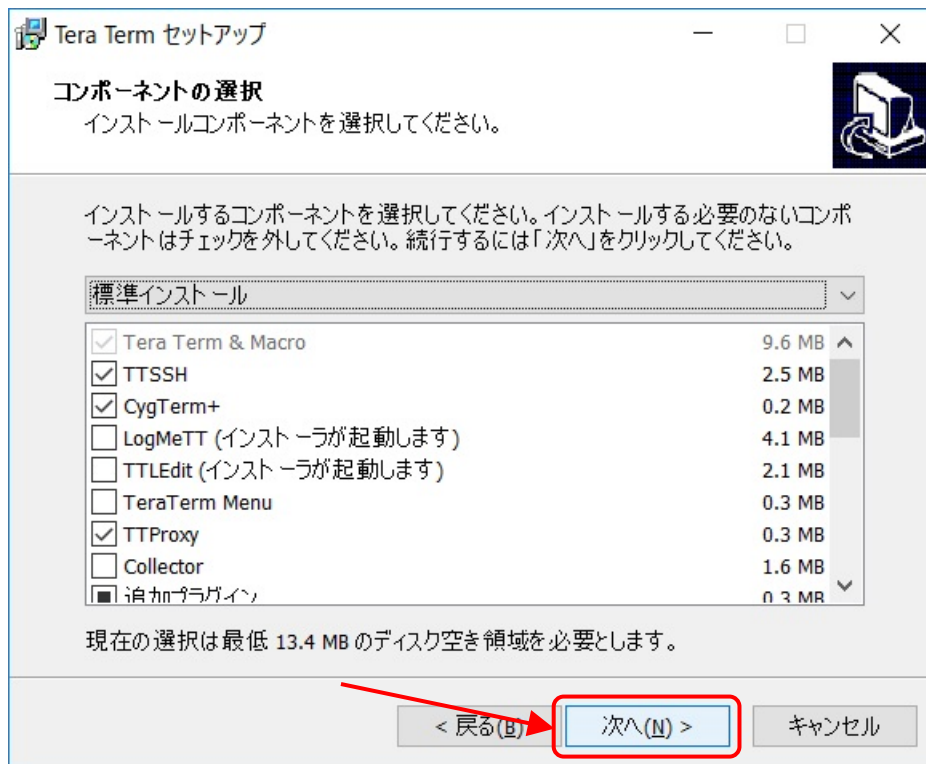 Tera Term セットアップ
コンポーネントの選択
インストールコンポーネントを選択してください。
インストールするコンポーネントを選択してください。インストールする必要のないコンポ
ーネントはチェックを外してください。続行するには「次へ」をクリックしてください。
標準インストール
Tera Term & Macro 9.6 MB
TTSSH 2.5 MB
CygTerm+ 0.2 MB
LogMeTT (インストーラが起動します) 4.1 MB
TTLEdit (インストーラが起動します) 2.1 MB
TeraTerm Menu 0.3 MB
TTProxy 0.3 MB
Collector 1.6 MB
追加プラグイン 0.3 MB
現在の選択は最低 13.4 MB のディスク空き領域を必要とします。
< 戻る(B) 次へ(N) > キャンセル